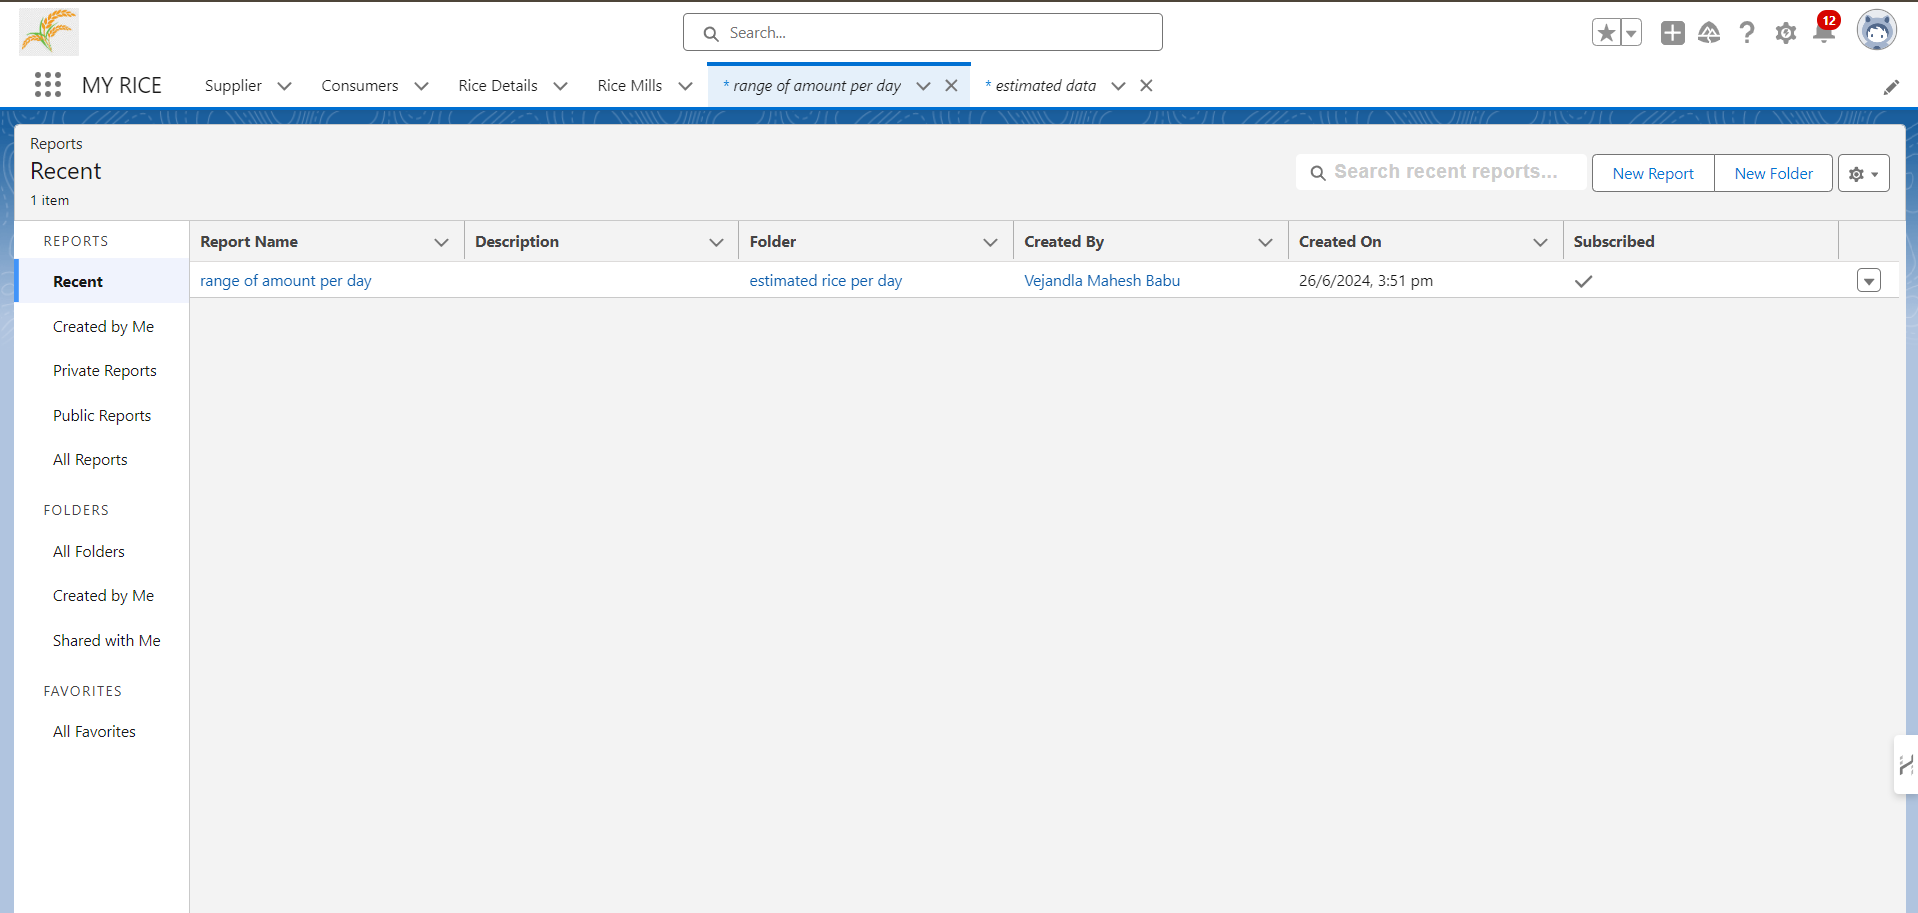 Search...
12
MY RICE
Supplier
Consumers
Rice Details
Rice Mills
* range of amount per day
* estimated data
Reports
Recent
1 item
Search recent reports...
New Report
New Folder
REPORTS
Report Name
Description
Folder
Created By
Created On
Subscribed
Recent
range of amount per day
estimated rice per day
Vejandla Mahesh Babu
26/6/2024, 3:51 pm
Created by Me
Private Reports
Public Reports
All Reports
FOLDERS
All Folders
Created by Me
Shared with Me
FAVORITES
All Favorites